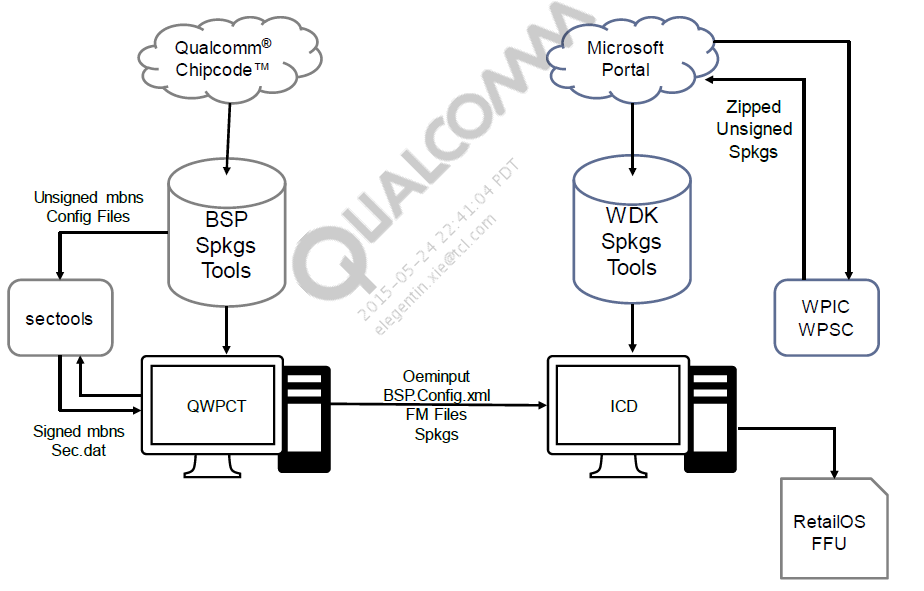 Qualcomm®
Chipcode™
Microsoft
Portal
Zipped
Unsigned
Spkgs
QUALCOMM
2015-05-24 22:41:04 PDT
elegentin.xie@tcl.com
Unsigned mbns
Config Files
BSP
Spkgs
Tools
WDK
Spkgs
Tools
sectools
WPIC
WPSC
QWPCT
Oeminput
BSP.Config.xml
FM Files
Spkgs
ICD
Signed mbns
Sec.dat
RetailOS
FFU